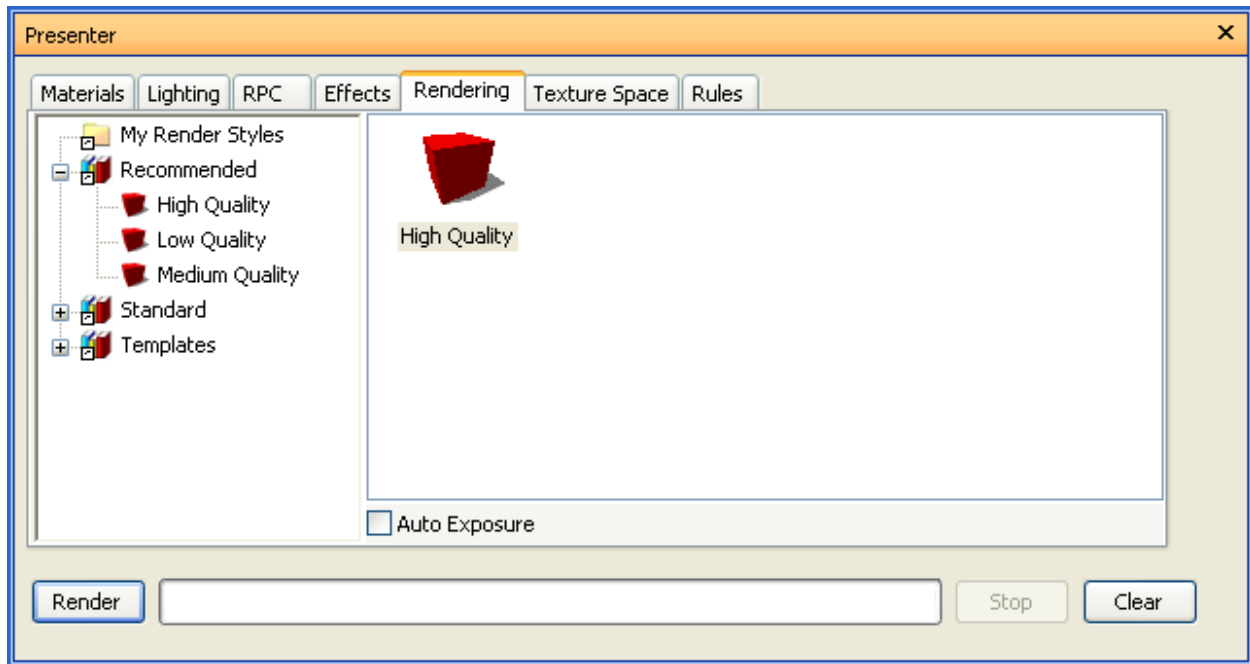 Presenter
Materials Lighting RPC Effects Rendering Texture Space Rules
My Render Styles
Recommended
High Quality
Low Quality
Medium Quality
Standard
Templates
High Quality
Auto Exposure
Render Stop Clear